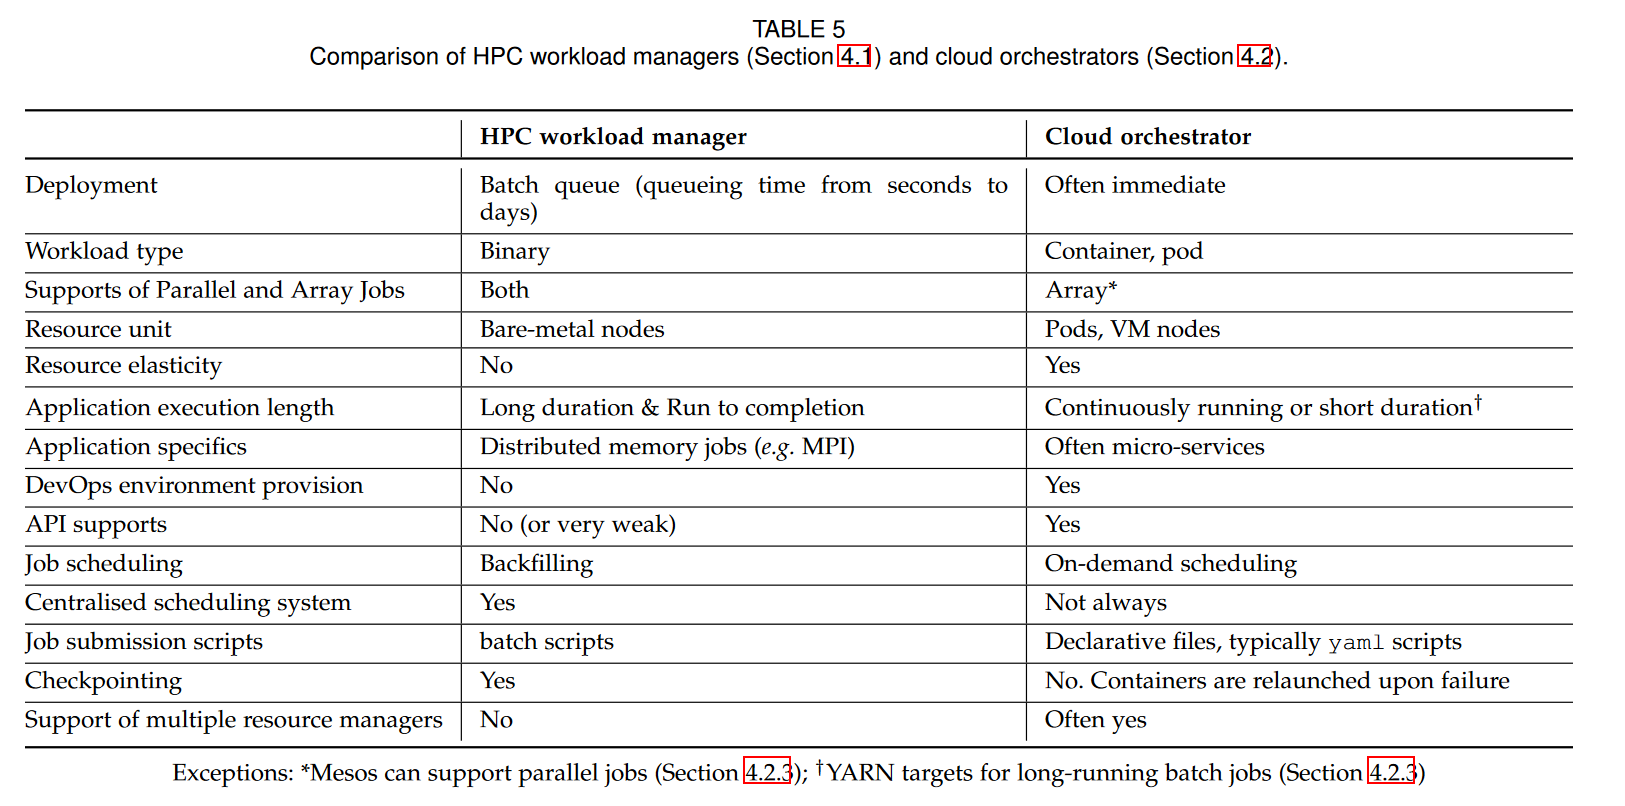 TABLE 5
Comparison of HPC workload managers (Section 4.1) and cloud orchestrators (Section 4.2).
HPC workload manager Cloud orchestrator
Deployment Batch queue (queueing time from seconds to days) Often immediate
Workload type Binary Container, pod
Supports of Parallel and Array Jobs Both Array*
Resource unit Bare-metal nodes Pods, VM nodes
Resource elasticity No Yes
Application execution length Long duration & Run to completion Continuously running or short duration†
Application specifics Distributed memory jobs (e.g. MPI) Often micro-services
DevOps environment provision No Yes
API supports No (or very weak) Yes
Job scheduling Backfilling On-demand scheduling
Centralised scheduling system Yes Not always
Job submission scripts batch scripts Declarative files, typically yaml scripts
Checkpointing Yes No. Containers are relaunched upon failure
Support of multiple resource managers No Often yes
Exceptions: *Mesos can support parallel jobs (Section 4.2.3); †YARN targets for long-running batch jobs (Section 4.2.3)